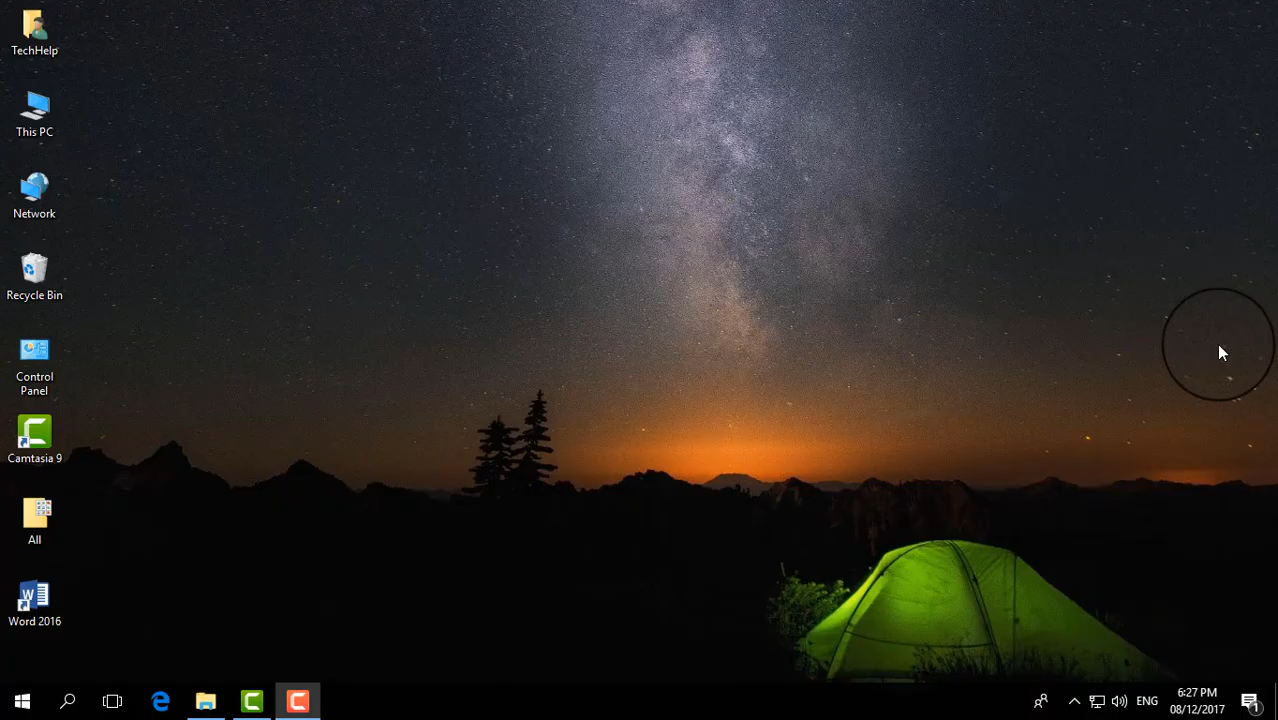 TechHelp
This PC
Network
Recycle Bin
Control
Panel
Camtasia 9
All
Word 2016
ENG
6:27 PM
08/12/2017
1